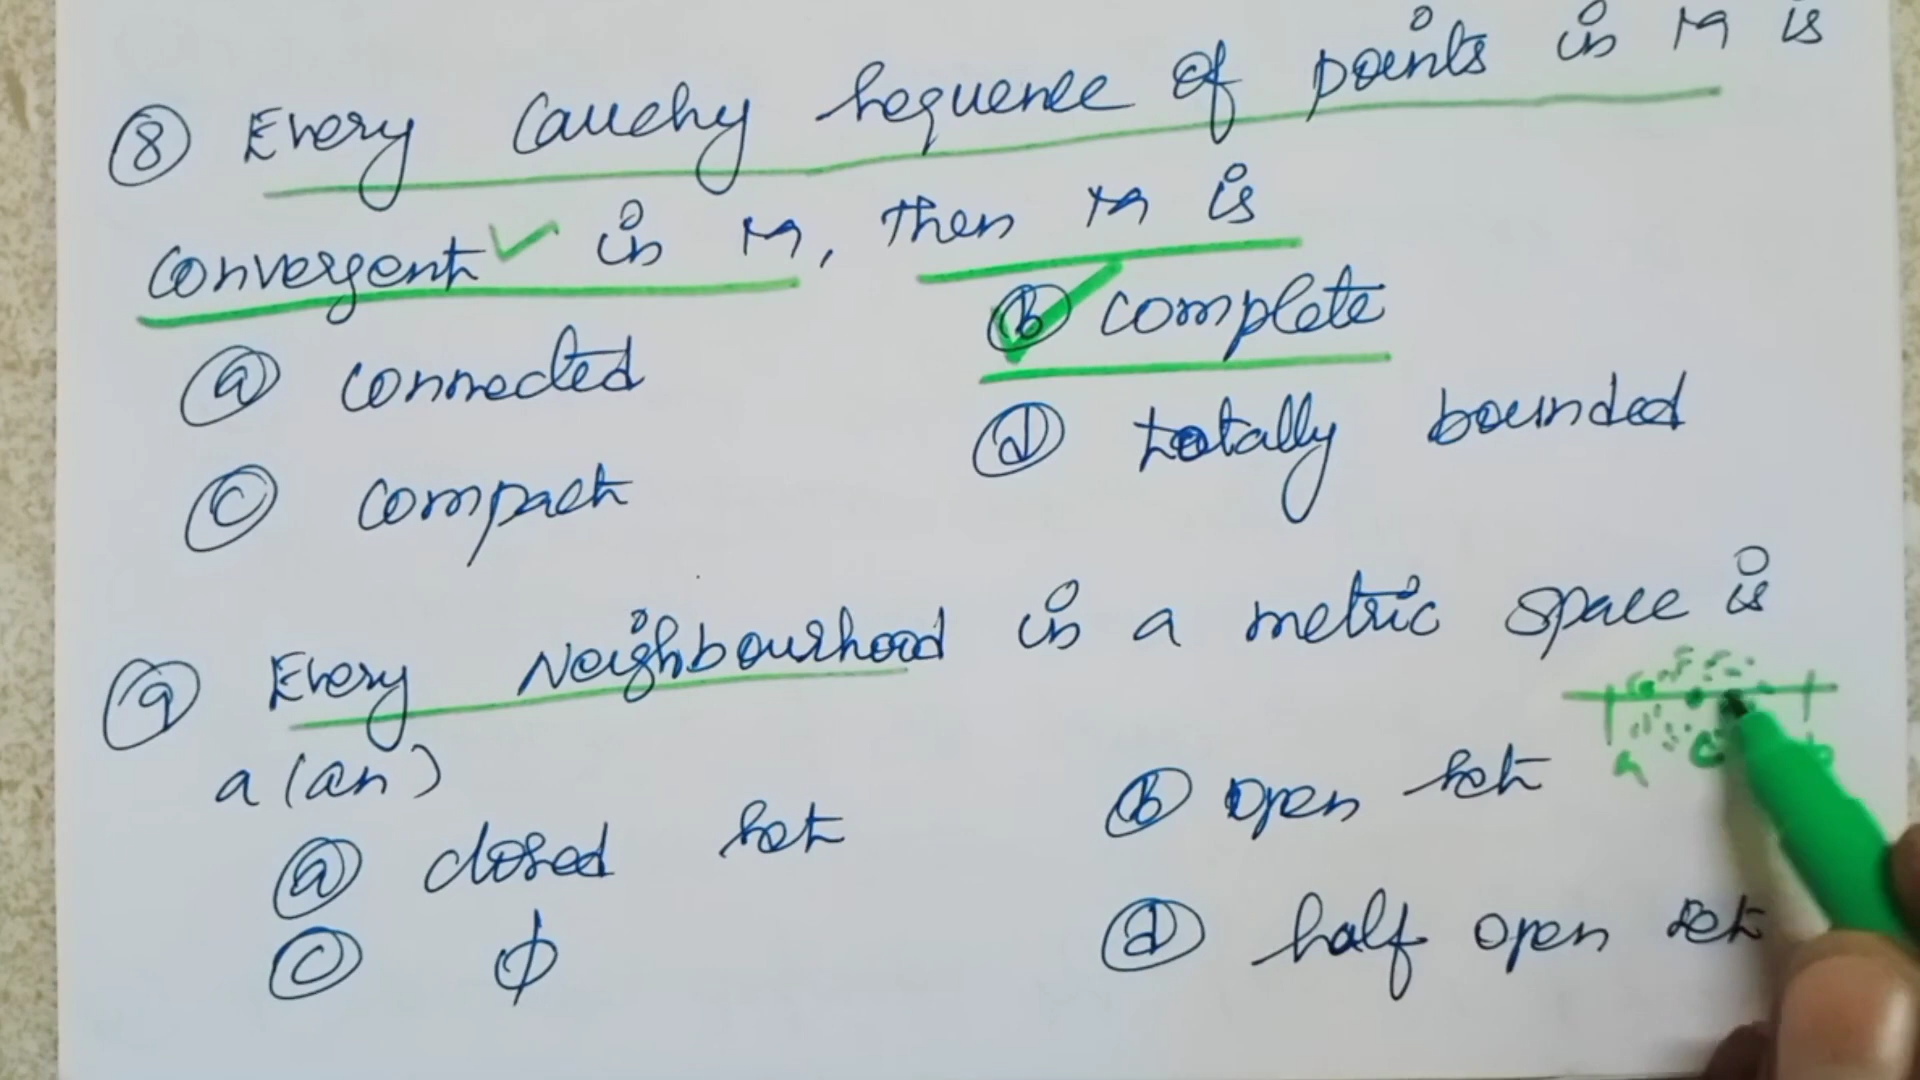 ⑧ Every Cauchy sequence of points in M is
convergent ✓ in M, then M is
ⓐ connected ⓑ complete
ⓒ compact ⓓ totally bounded
⑨ Every Neighbourhood in a metric space is
a (an)
ⓐ closed set ⓑ open set
ⓒ ϕ ⓓ half open set
a b